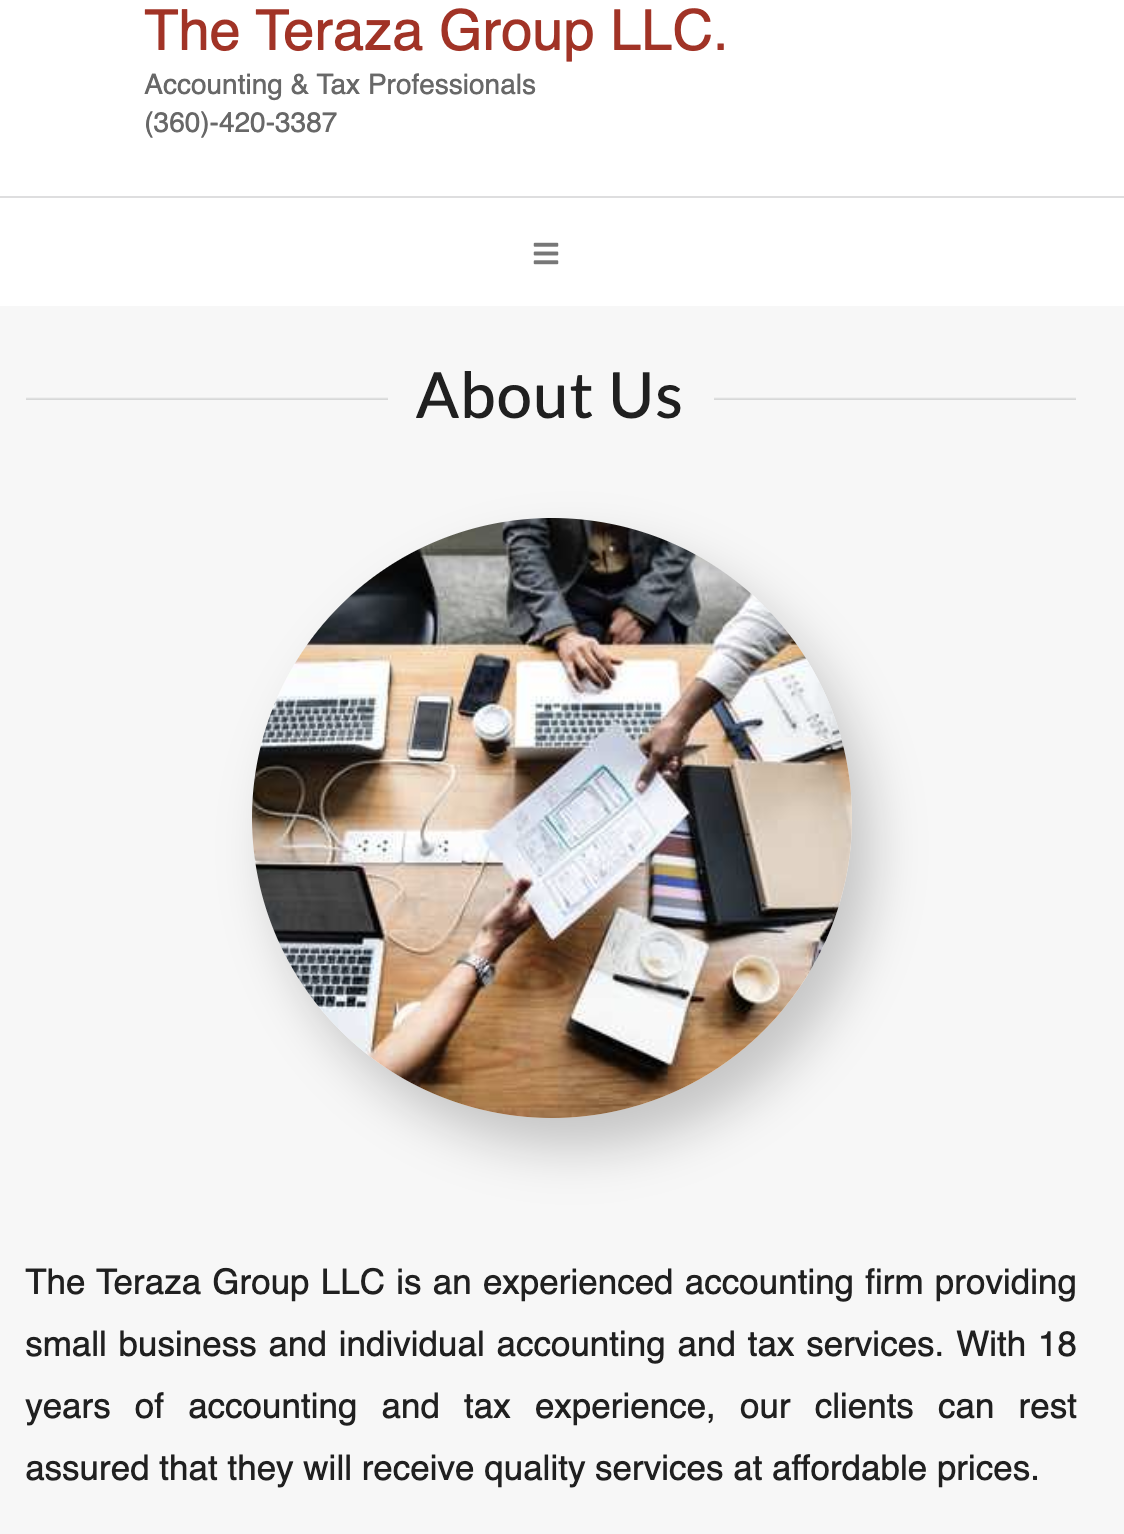 The Teraza Group LLC.
Accounting & Tax Professionals
(360)-420-3387
About Us
The Teraza Group LLC is an experienced accounting firm providing
small business and individual accounting and tax services. With 18
years of accounting and tax experience, our clients can rest
assured that they will receive quality services at affordable prices.